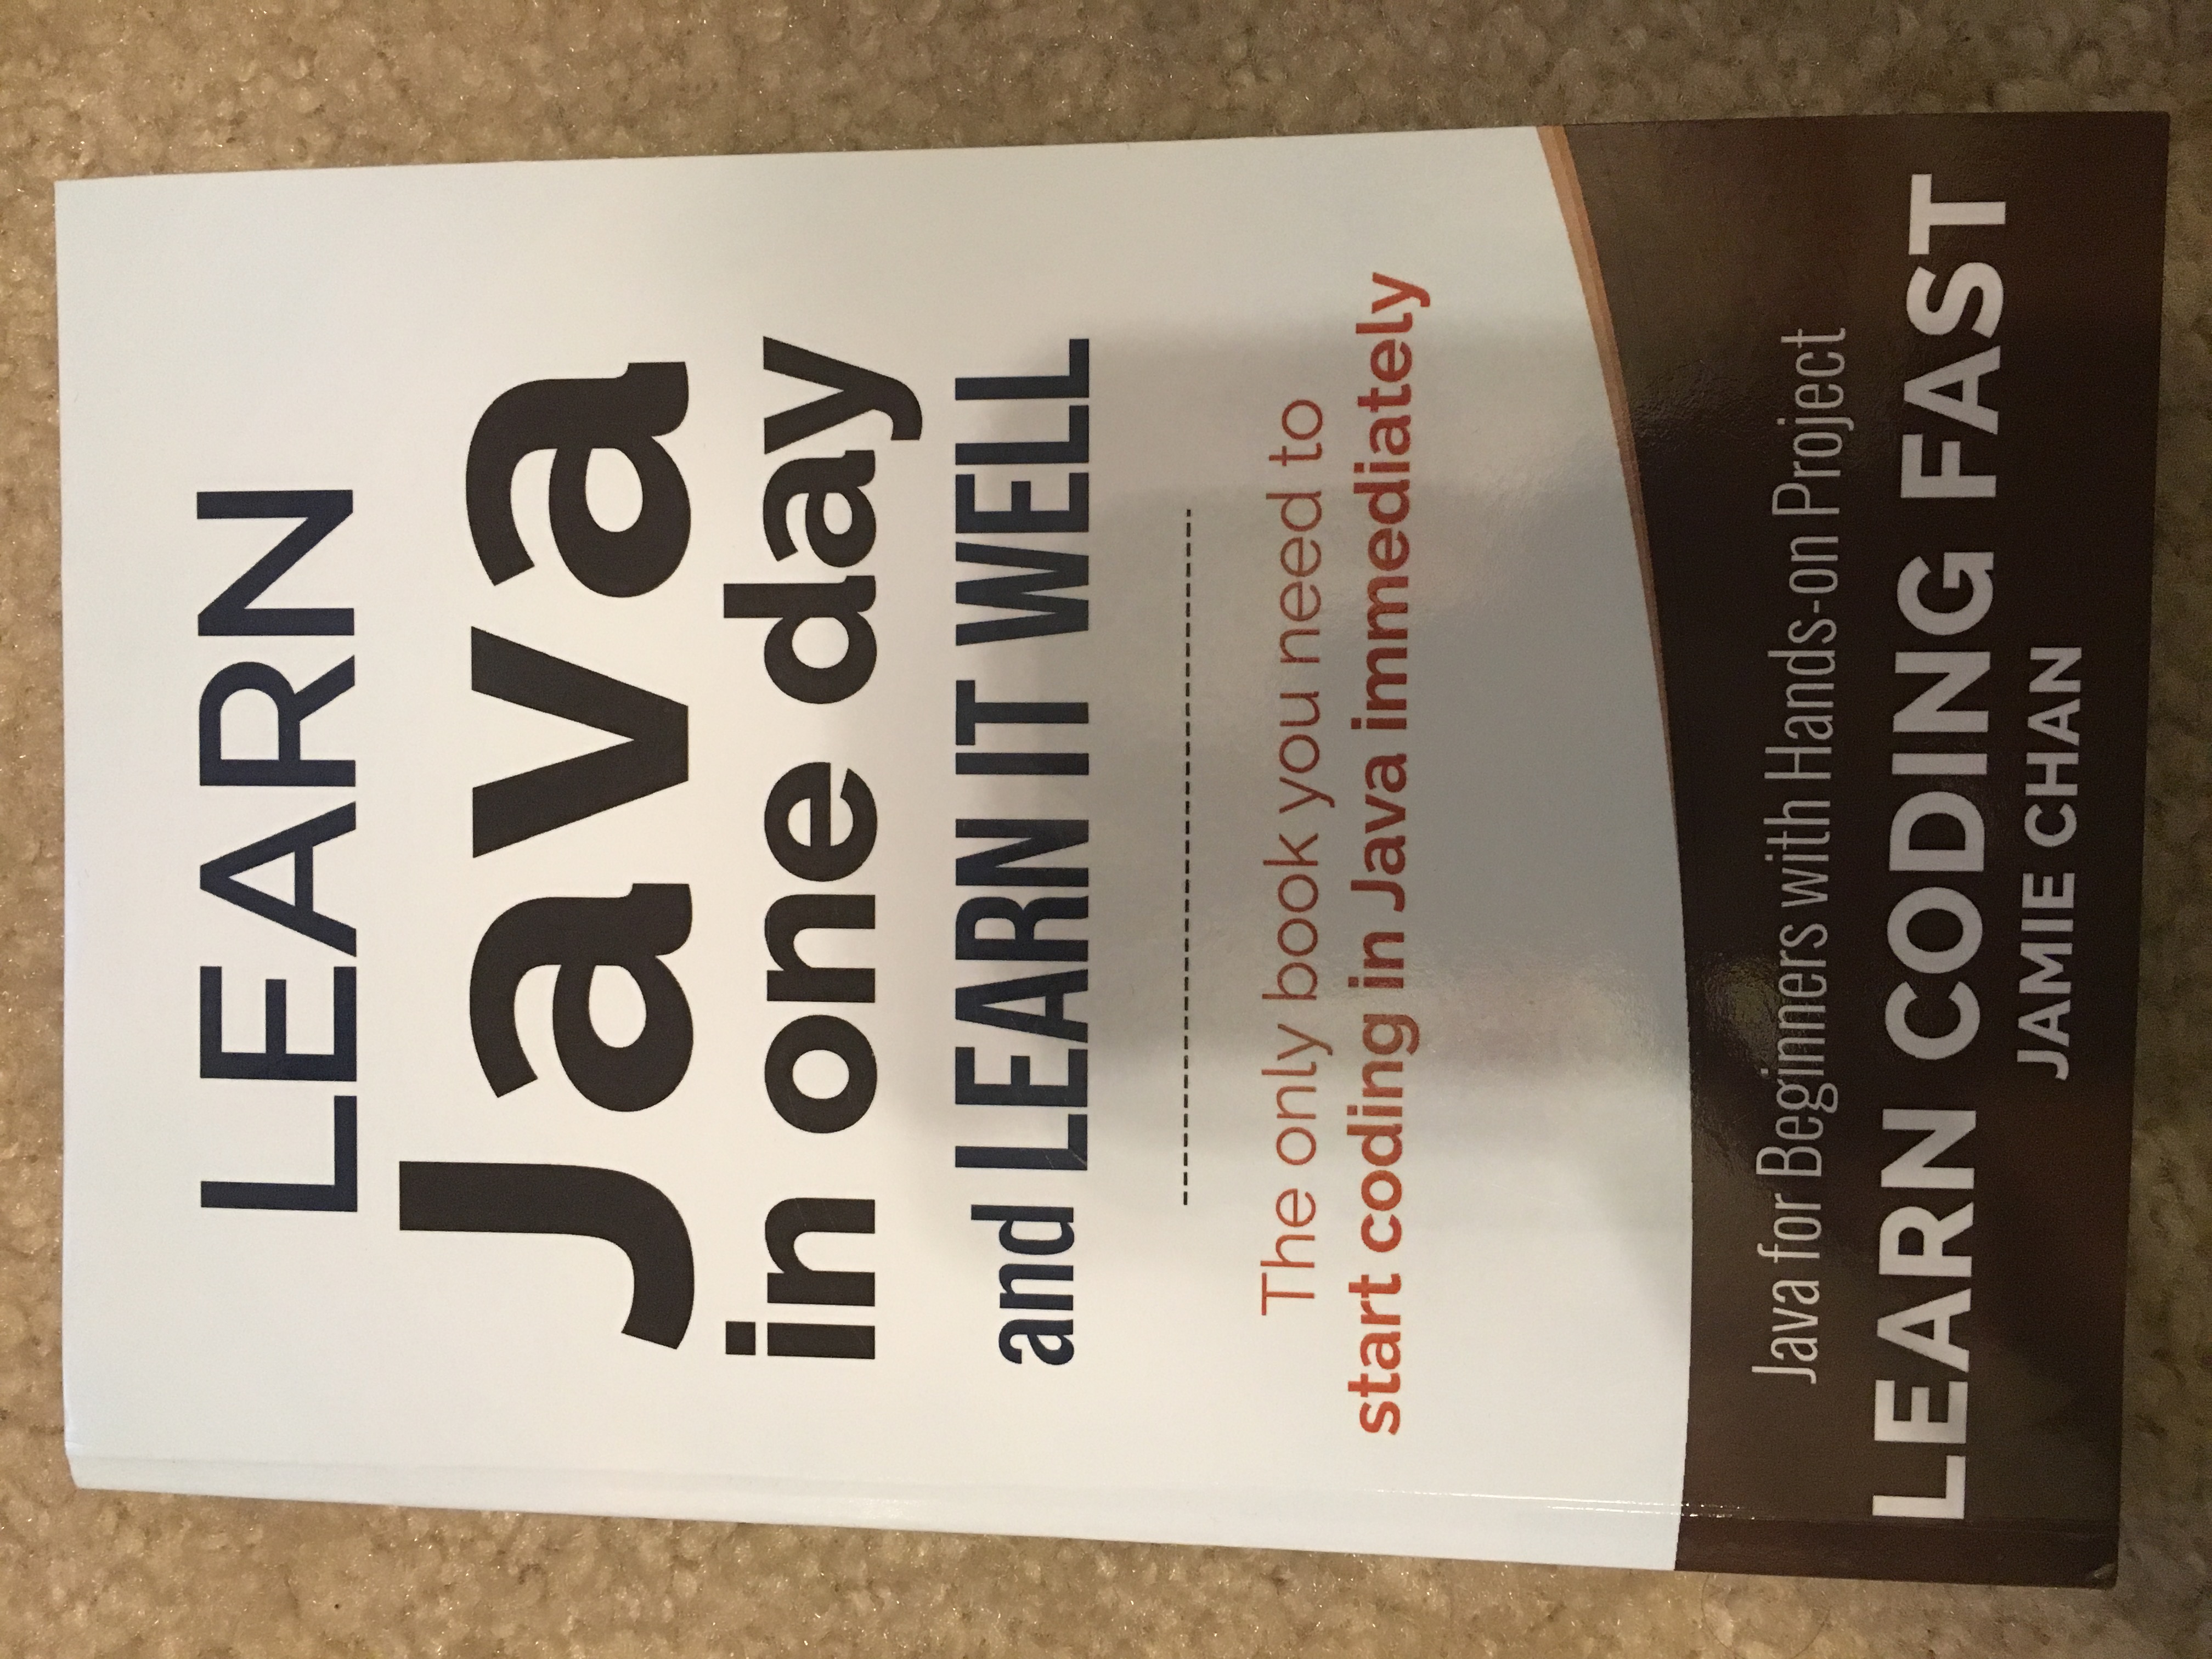 LEARN
Java
in one day
and LEARN IT WELL
The only book you need to
start coding in Java immediately
Java for Beginners with Hands-on Project
LEARN CODING FAST
JAMIE CHAN